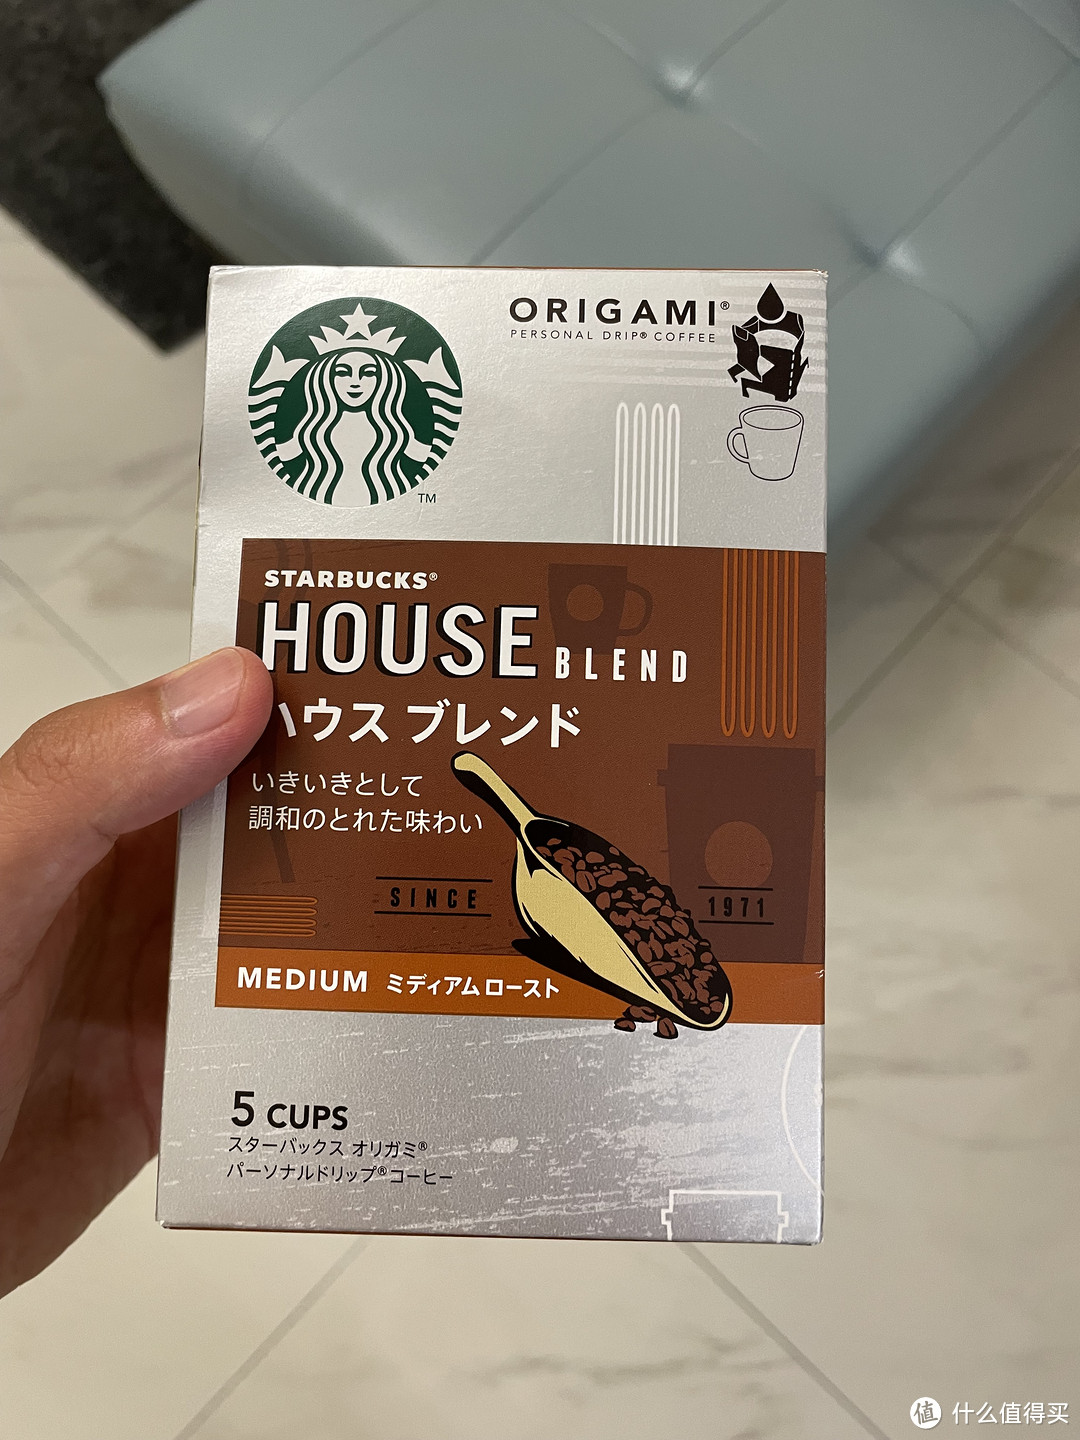 ORIGAMI®
PERSONAL DRIP® COFFEE
TM
STARBUCKS®
HOUSE BLEND
ハウス ブレンド
いきいきとして
調和のとれた味わい
SINCE 1971
MEDIUM ミディアム ロースト
5 CUPS
スターバックス オリガミ®
パーソナルドリップ® コーヒー
值 什么值得买